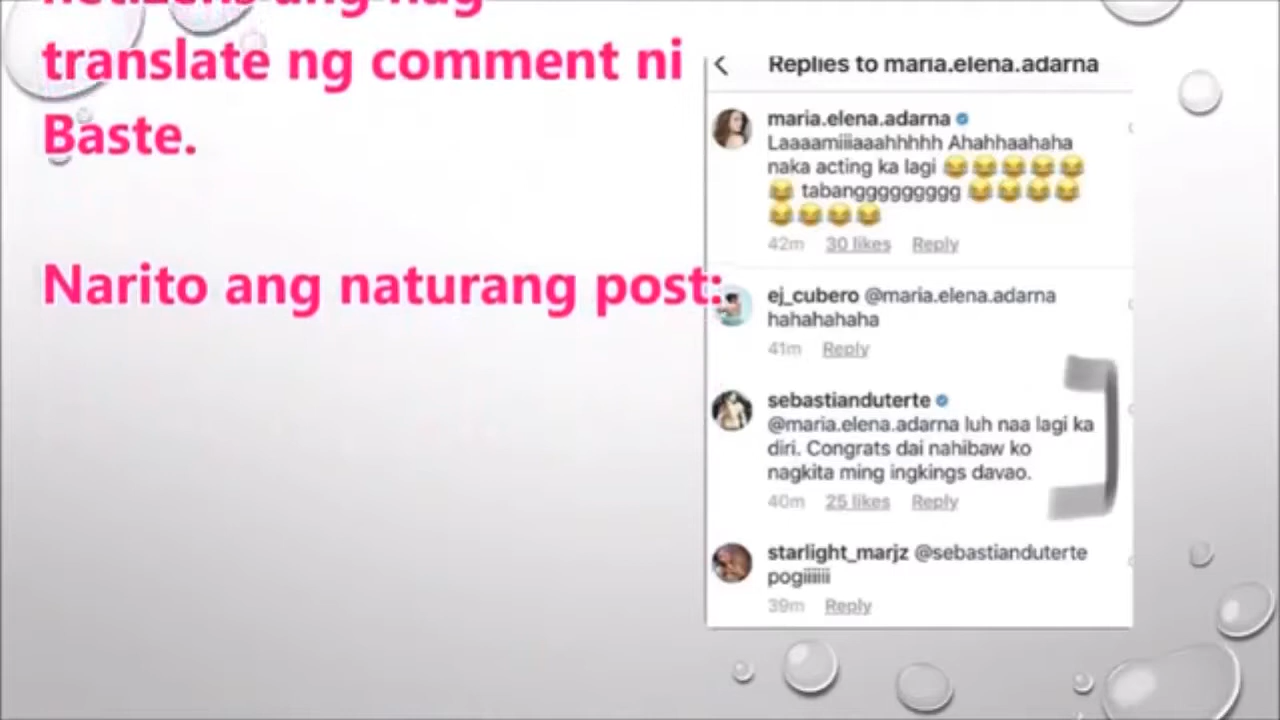 netizens ang nag
translate ng comment ni
Baste.
Narito ang naturang post:
Replies to maria.elena.adarna
maria.elena.adarna
Laaaamiiiaaahhhhh Ahahhaahaha
naka acting ka lagi 😂😂😂😂😂
😂 tabanggggggggg 😂😂😂😂
😂😂😂😂
42m 30 likes Reply
ej_cubero @maria.elena.adarna
hahahahaha
41m Reply
sebastianduterte
@maria.elena.adarna luh naa lagi ka
diri. Congrats dai nahibaw ko
nagkita ming ingkings davao.
40m 25 likes Reply
starlight_marjz @sebastianduterte
pogiiiiiii
39m Reply